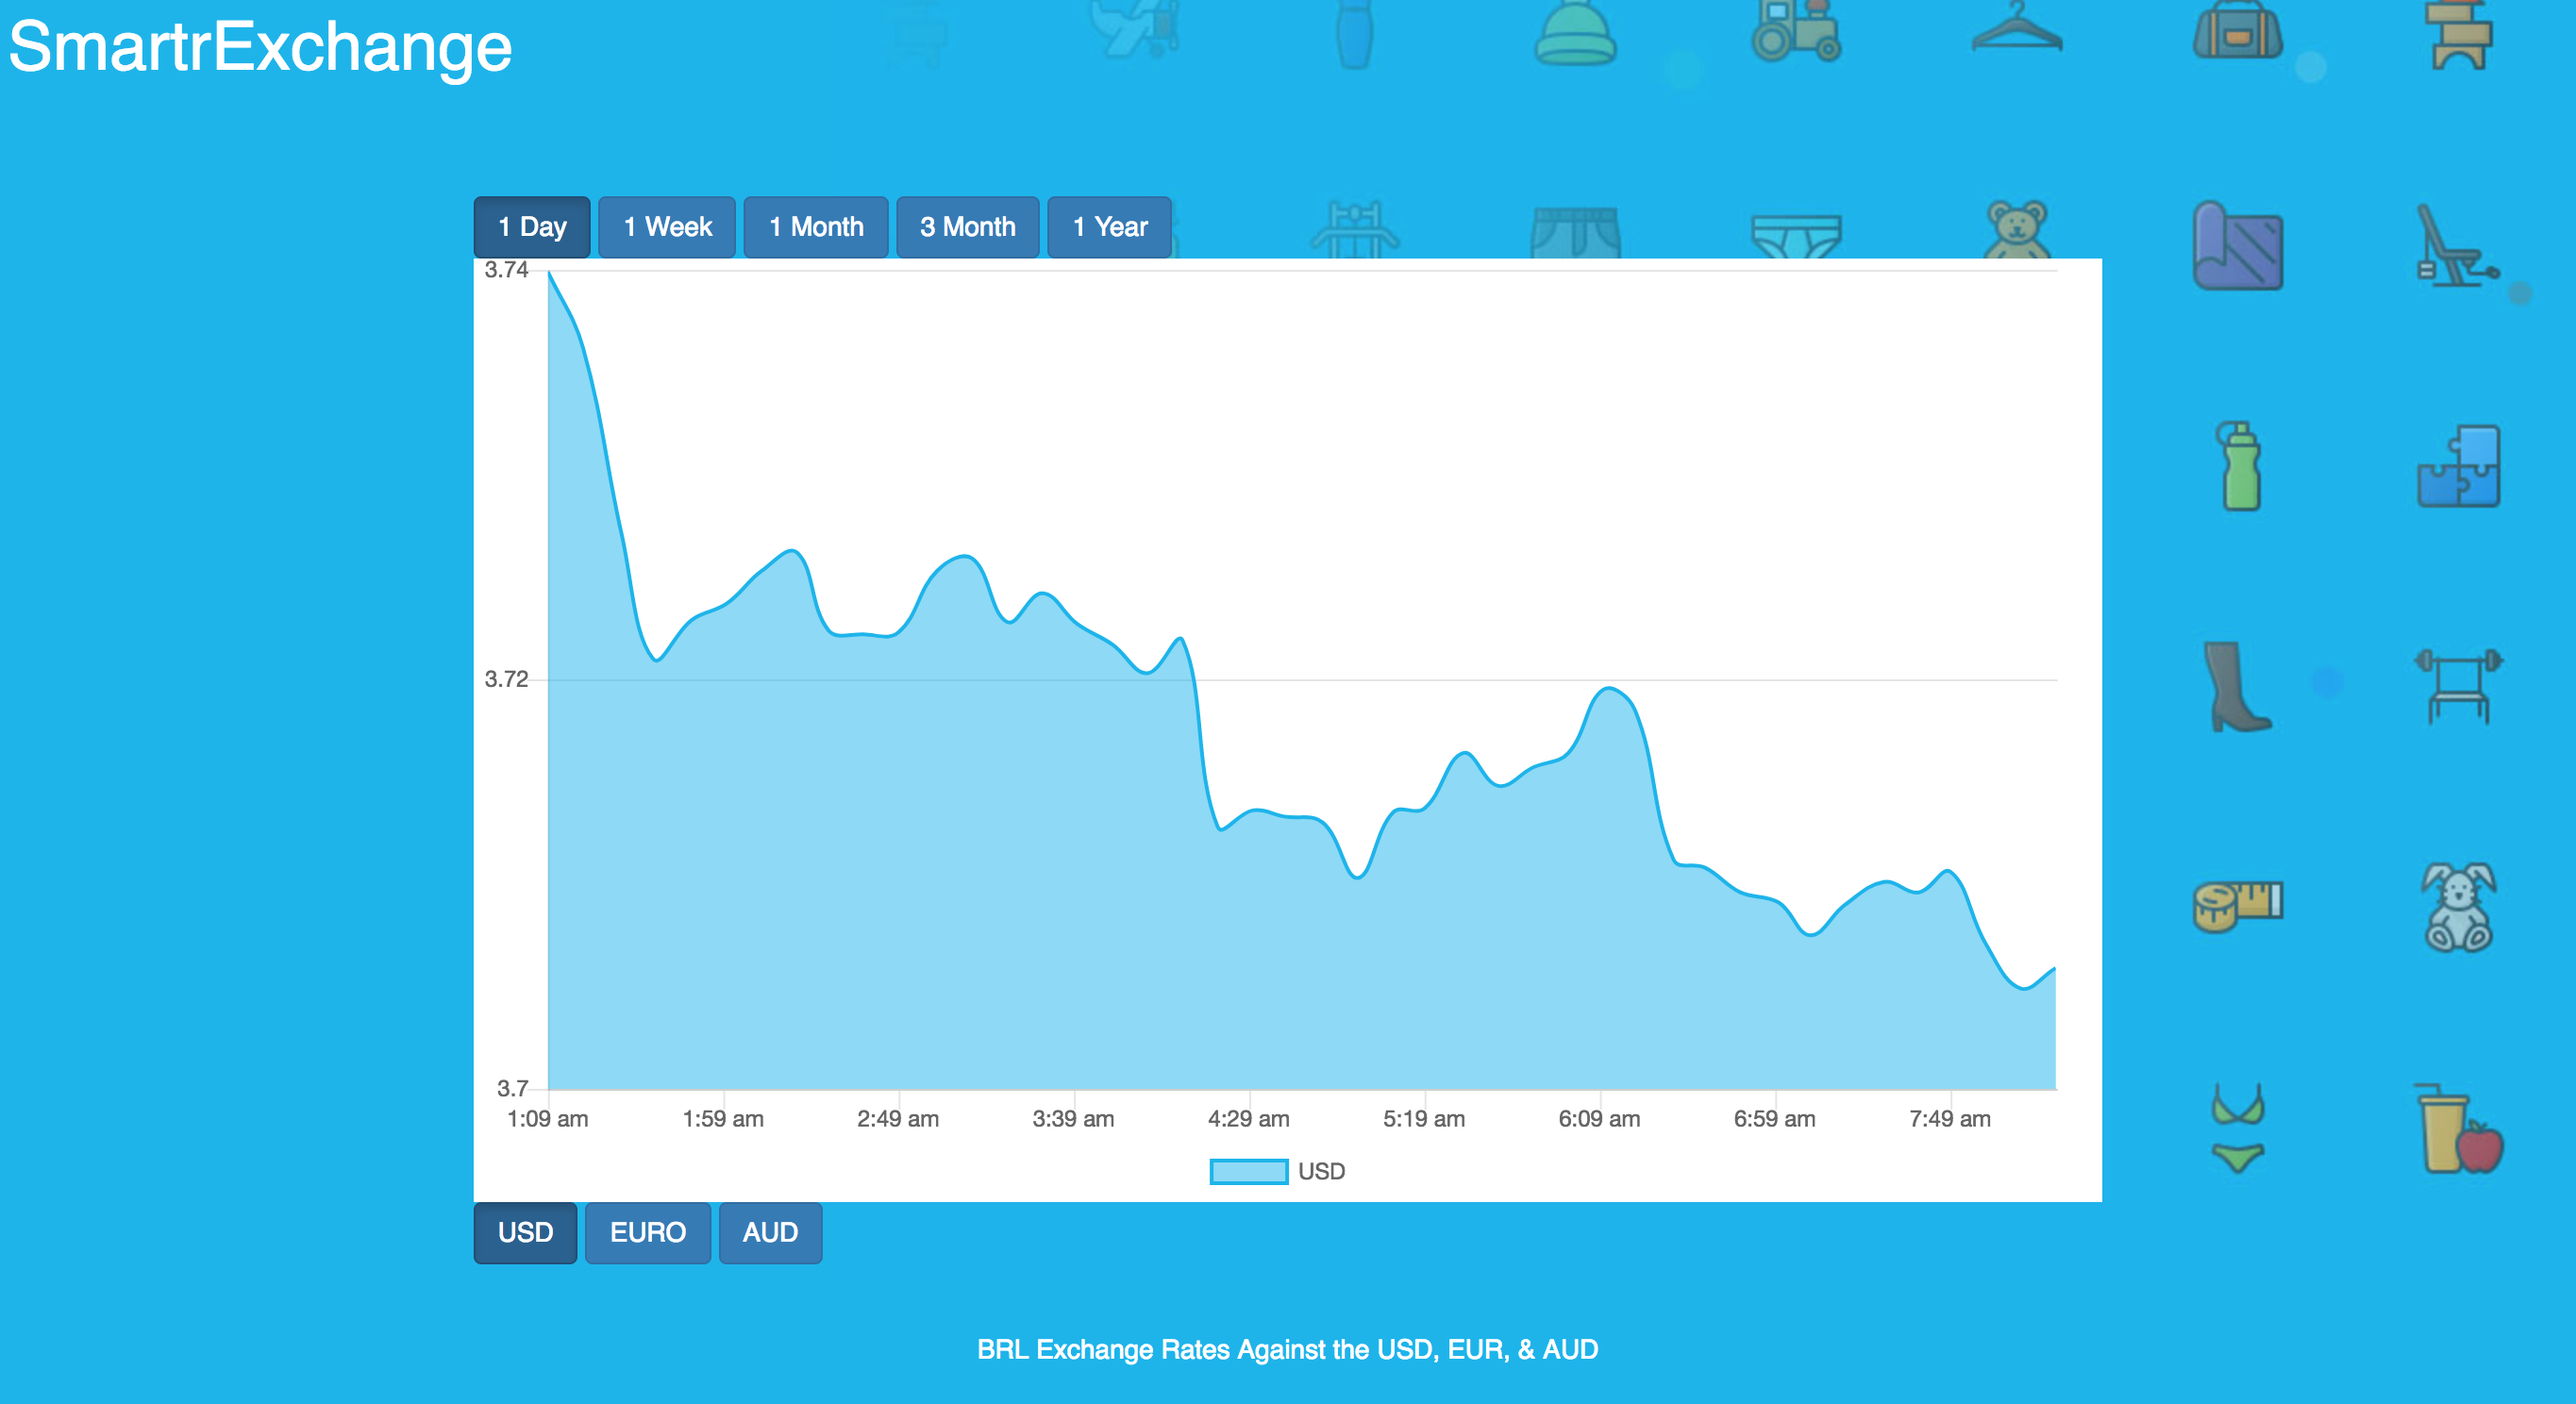 SmartrExchange
1 Day 1 Week 1 Month 3 Month 1 Year
3.74
3.72
3.7
1:09 am 1:59 am 2:49 am 3:39 am 4:29 am 5:19 am 6:09 am 6:59 am 7:49 am
USD
USD EURO AUD
BRL Exchange Rates Against the USD, EUR, & AUD